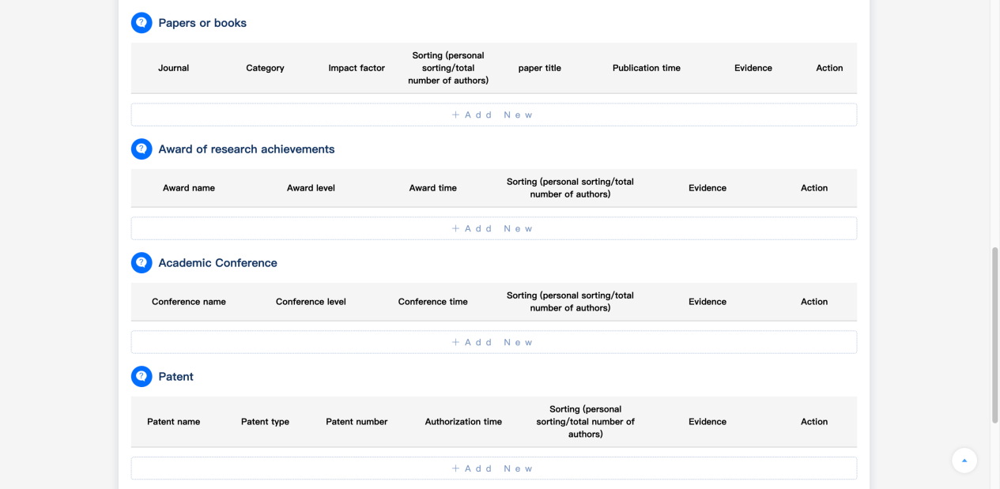 Papers or books
Journal Category Impact factor Sorting (personal sorting/total number of authors) paper title Publication time Evidence Action
+ Add New
Award of research achievements
Award name Award level Award time Sorting (personal sorting/total number of authors) Evidence Action
+ Add New
Academic Conference
Conference name Conference level Conference time Sorting (personal sorting/total number of authors) Evidence Action
+ Add New
Patent
Patent name Patent type Patent number Authorization time Sorting (personal sorting/total number of authors) Evidence Action
+ Add New